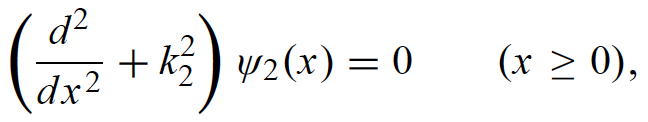 (d²/dx² + k₂²) ψ₂(x) = 0 (x ≥ 0),